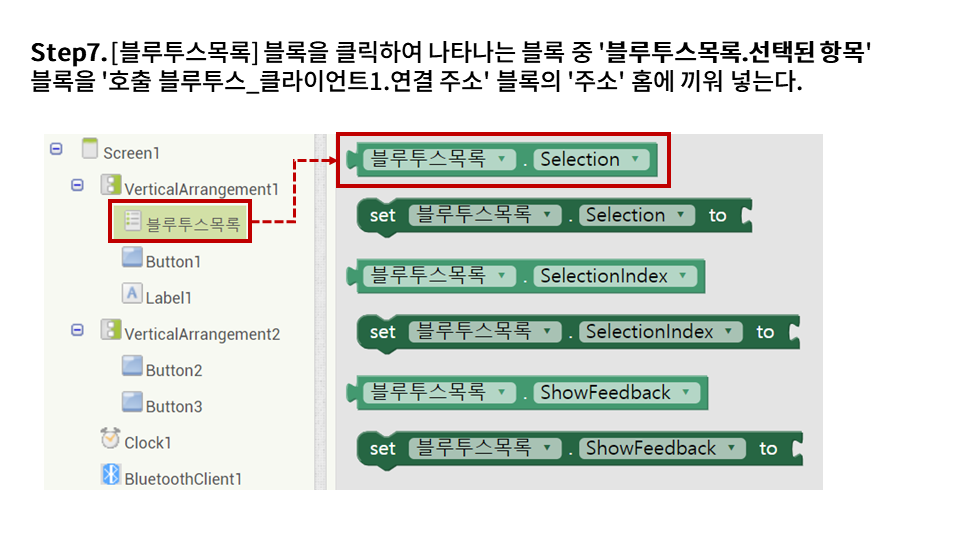 Step7. [블루투스목록] 블록을 클릭하여 나타나는 블록 중 '블루투스목록.선택된 항목'
블록을 '호출 블루투스_클라이언트1.연결 주소' 블록의 '주소' 홈에 끼워 넣는다.
Screen1
VerticalArrangement1
블루투스목록
Button1
Label1
VerticalArrangement2
Button2
Button3
Clock1
BluetoothClient1
블루투스목록 . Selection
set 블루투스목록 . Selection to
블루투스목록 . SelectionIndex
set 블루투스목록 . SelectionIndex to
블루투스목록 . ShowFeedback
set 블루투스목록 . ShowFeedback to